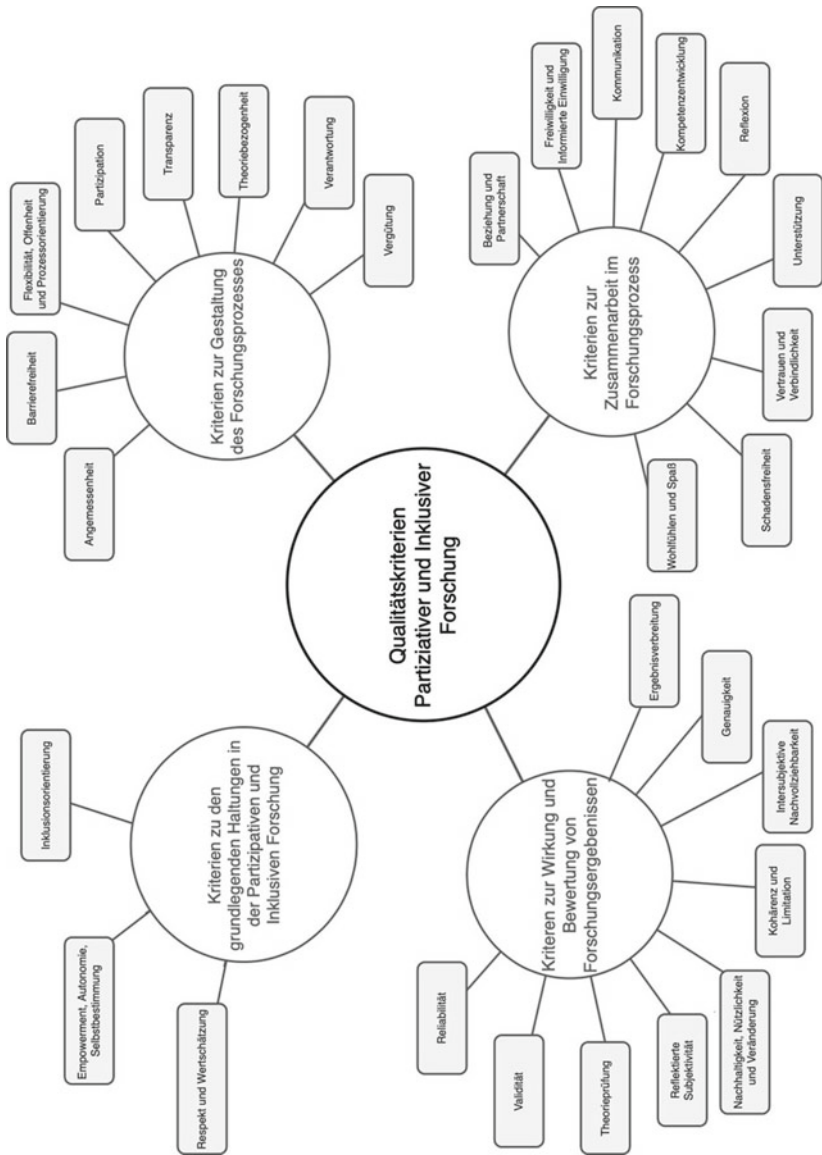 Inklusionsorientierung
Empowerment, Autonomie,
Selbstbestimmung
Respekt und Wertschätzung
Kriterien zu den
grundlegenden Haltungen in
der Partizipativen und
Inklusiven Forschung
Angemessenheit
Barrierefreiheit
Flexibilität, Offenheit
und Prozessorientierung
Partizipation
Transparenz
Theoriebezogenheit
Verantwortung
Vergütung
Kriterien zur Gestaltung
des Forschungsprozesses
Qualitätskriterien
Partiziativer und Inklusiver
Forschung
Kriteren zur Wirkung und
Bewertung von
Forschungsergebenissen
Reliabilität
Validität
Theorieprüfung
Reflektierte
Subjektivität
Nachhaltigkeit, Nützlichkeit
und Veränderung
Kohärenz und
Limitation
Intersubjektive
Nachvollziehbarkeit
Genauigkeit
Ergebnisverbreitung
Kriterien zur
Zusammenarbeit im
Forschungsprozess
Beziehung und
Partnerschaft
Freiwilligkeit und
Informierte Einwilligung
Kommunikation
Kompetenzentwicklung
Reflexion
Unterstützung
Vertrauen und
Verbindlichkeit
Schadensfreiheit
Wohlfühlen und Spaß